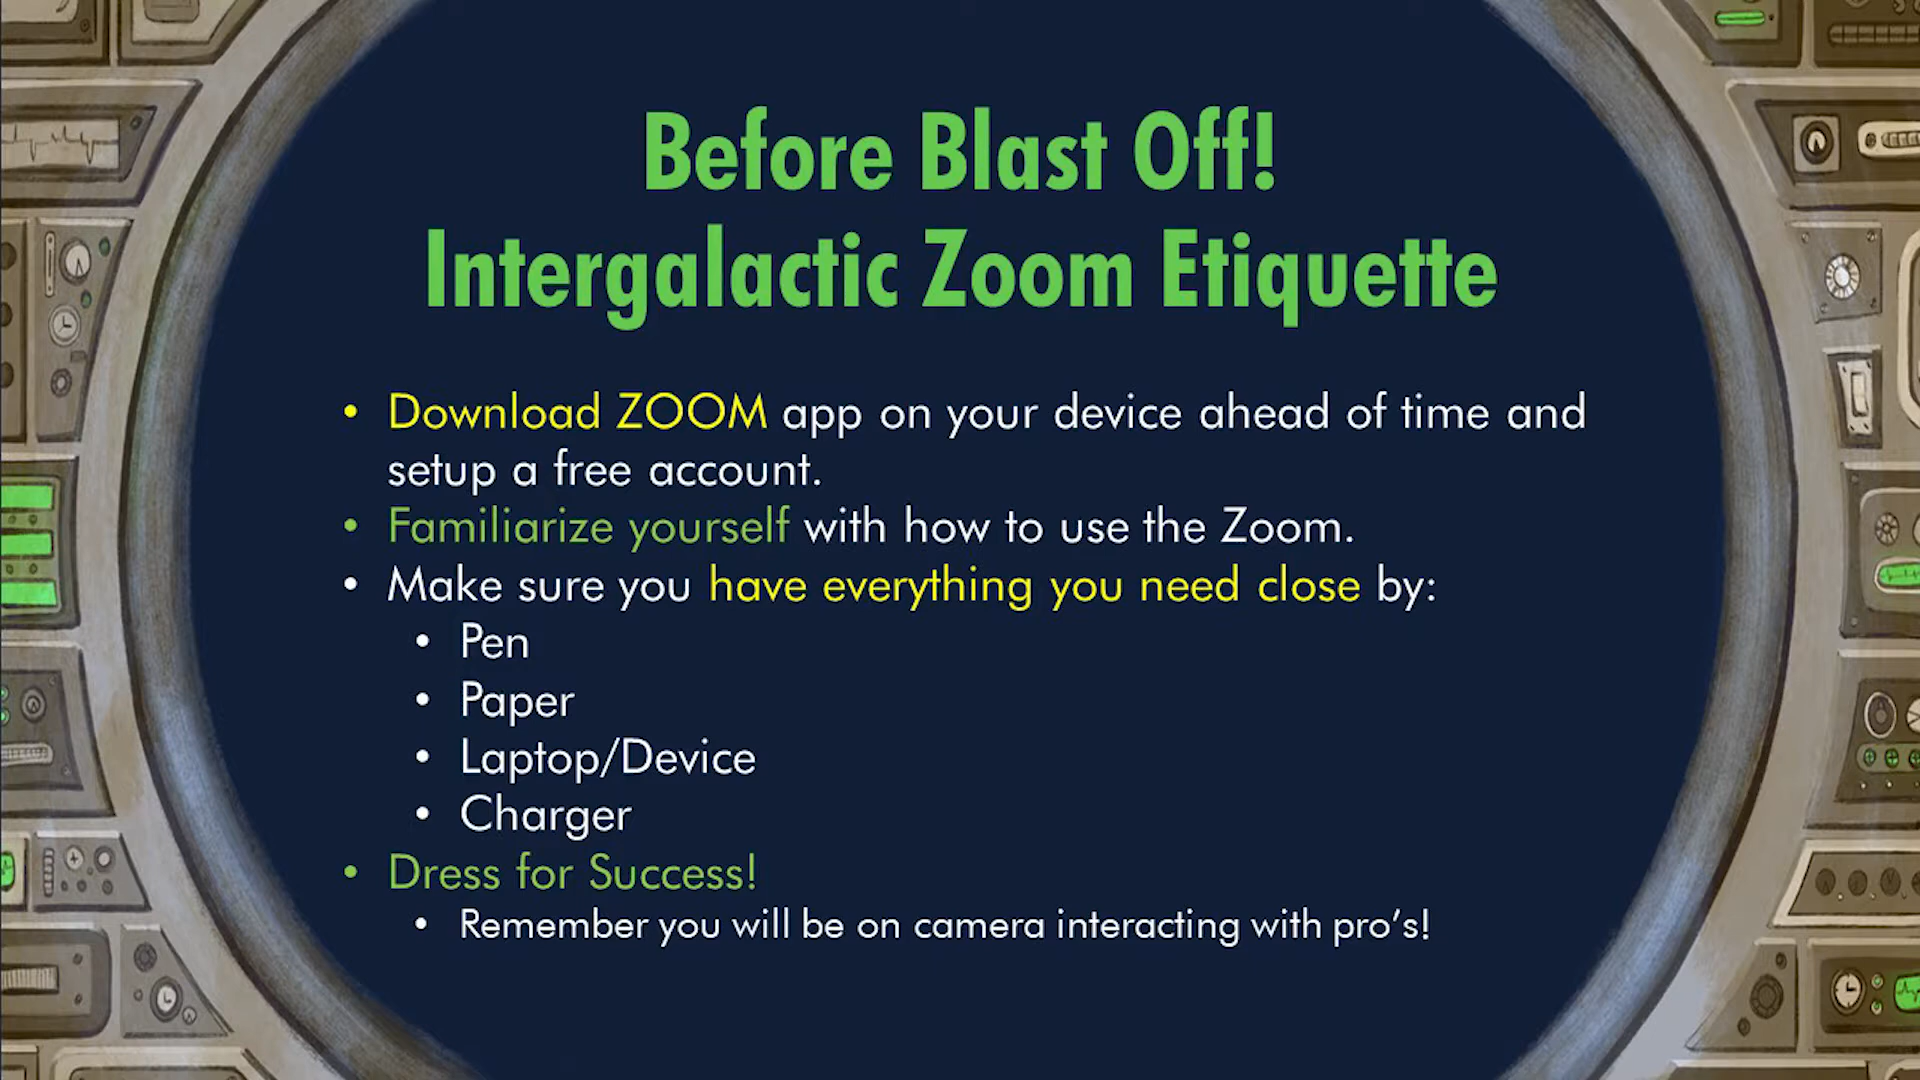 Before Blast Off!
Intergalactic Zoom Etiquette
• Download ZOOM app on your device ahead of time and
setup a free account.
• Familiarize yourself with how to use the Zoom.
• Make sure you have everything you need close by:
• Pen
• Paper
• Laptop/Device
• Charger
• Dress for Success!
• Remember you will be on camera interacting with pro’s!